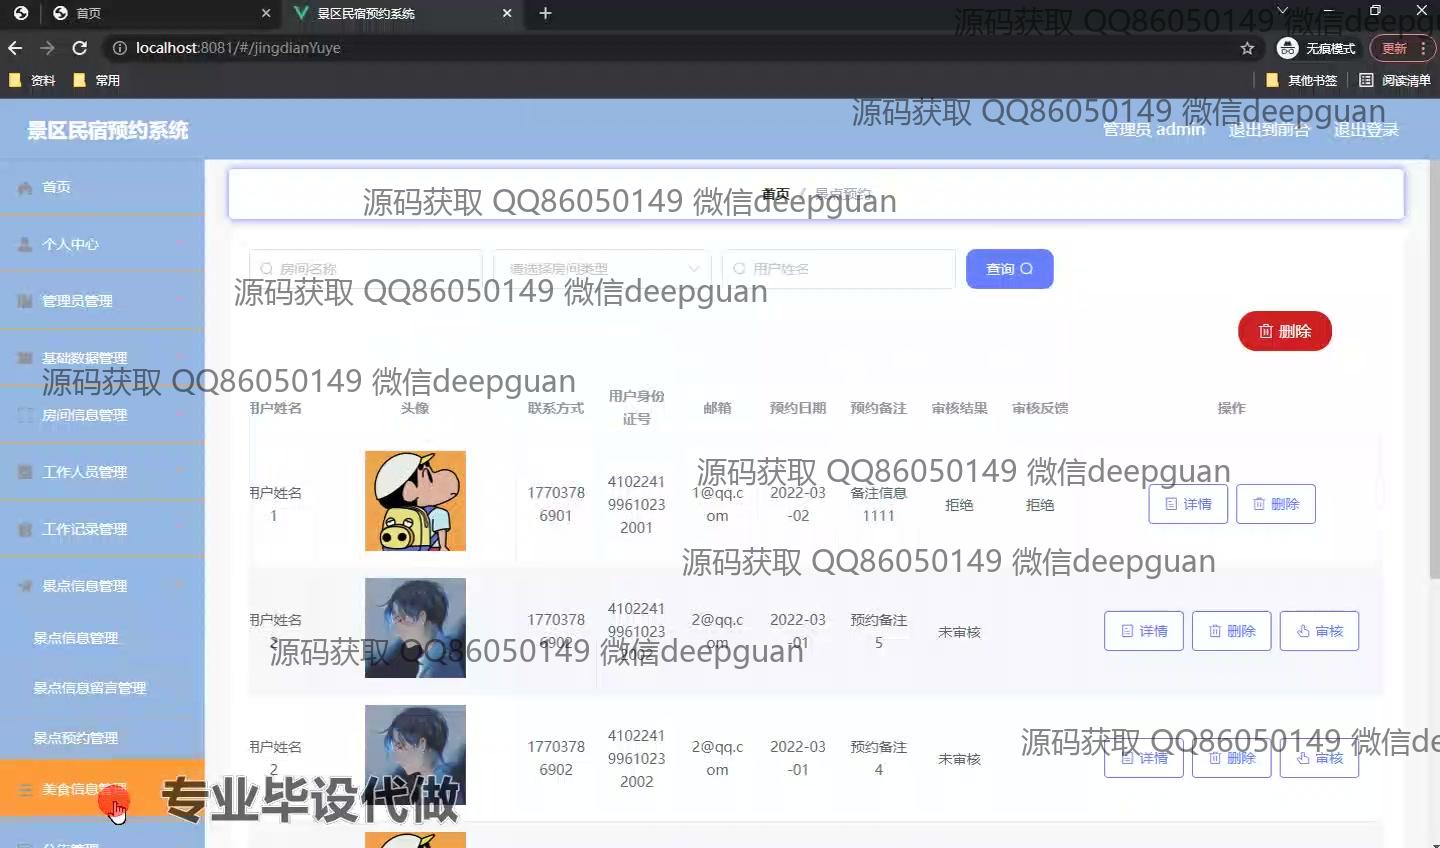 首页
景区民宿预约系统
localhost:8081/#/jingdianYuye
无痕模式
更新
资料
常用
其他书签
阅读清单
源码获取 QQ86050149 微信deepgu
景区民宿预约系统
源码获取 QQ86050149 微信deepguan
管理员 admin
退出到前台
退出登录
首页
个人中心
管理员管理
基础数据管理
房间信息管理
工作人员管理
工作记录管理
景点信息管理
景点信息管理
景点信息留言管理
景点预约管理
美食信息管理
公告管理
首页 / 景点预约
源码获取 QQ86050149 微信deepguan
房间名称
请选择房间类型
用户姓名
查询
源码获取 QQ86050149 微信deepguan
删除
源码获取 QQ86050149 微信deepguan
用户姓名 头像 联系方式 用户身份证号 邮箱 预约日期 预约备注 审核结果 审核反馈 操作
用户姓名1 17703786901 410224199610232001 1@qq.com 2022-03-02 备注信息1111 拒绝 拒绝 详情 删除
源码获取 QQ86050149 微信deepguan
源码获取 QQ86050149 微信deepguan
用户姓名2 17703786902 410224199610232002 2@qq.com 2022-03-01 预约备注5 未审核 详情 删除 审核
源码获取 QQ86050149 微信deepguan
用户姓名2 17703786902 410224199610232002 2@qq.com 2022-03-01 预约备注4 未审核 详情 删除 审核
源码获取 QQ86050149 微信de
专业毕设代做